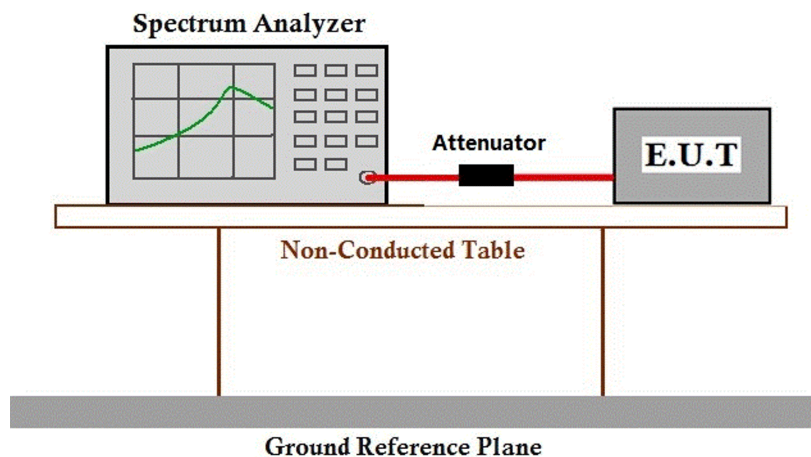 Spectrum Analyzer
Attenuator
E.U.T
Non-Conducted Table
Ground Reference Plane